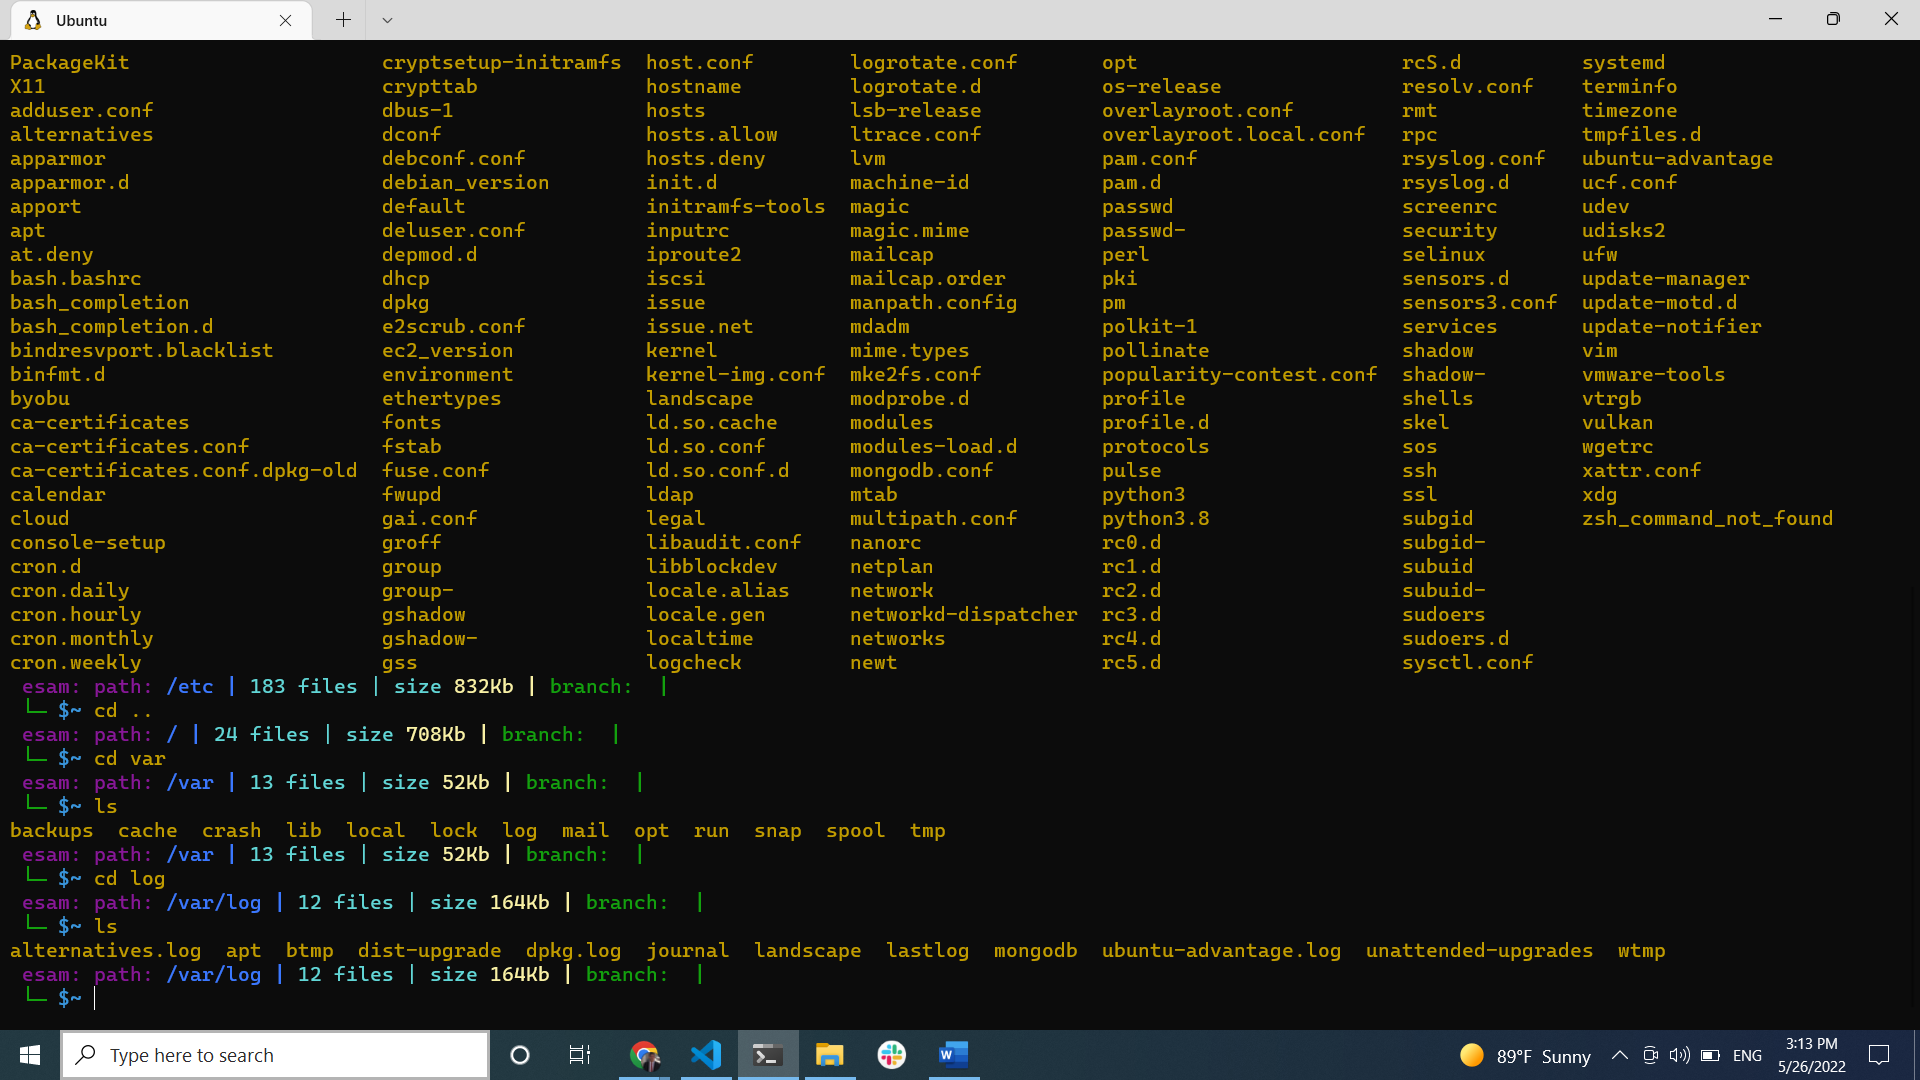 Ubuntu
PackageKit cryptsetup-initramfs host.conf logrotate.conf opt rcS.d systemd
X11 crypttab hostname logrotate.d os-release resolv.conf terminfo
adduser.conf dbus-1 hosts lsb-release overlayroot.conf rmt timezone
alternatives dconf hosts.allow ltrace.conf overlayroot.local.conf rpc tmpfiles.d
apparmor debconf.conf hosts.deny lvm pam.conf rsyslog.conf ubuntu-advantage
apparmor.d debian_version init.d machine-id pam.d rsyslog.d ucf.conf
apport default initramfs-tools magic passwd screenrc udev
apt deluser.conf inputrc magic.mime passwd- security udisks2
at.deny depmod.d iproute2 mailcap perl selinux ufw
bash.bashrc dhcp iscsi mailcap.order pki sensors.d update-manager
bash_completion dpkg issue manpath.config pm sensors3.conf update-motd.d
bash_completion.d e2scrub.conf issue.net mdadm polkit-1 services update-notifier
bindresvport.blacklist ec2_version kernel mime.types pollinate shadow vim
binfmt.d environment kernel-img.conf mke2fs.conf popularity-contest.conf shadow- vmware-tools
byobu ethertypes landscape modprobe.d profile shells vtrgb
ca-certificates fonts ld.so.cache modules profile.d skel vulkan
ca-certificates.conf fstab ld.so.conf modules-load.d protocols sos wgetrc
ca-certificates.conf.dpkg-old fuse.conf ld.so.conf.d mongodb.conf pulse ssh xattr.conf
calendar fwupd ldap mtab python3 ssl xdg
cloud gai.conf legal multipath.conf python3.8 subgid zsh_command_not_found
console-setup groff libaudit.conf nanorc rc0.d subgid-
cron.d group libblockdev netplan rc1.d subuid
cron.daily group- locale.alias network rc2.d subuid-
cron.hourly gshadow locale.gen networkd-dispatcher rc3.d sudoers
cron.monthly gshadow- localtime networks rc4.d sudoers.d
cron.weekly gss logcheck newt rc5.d sysctl.conf
esam: path: /etc | 183 files | size 832Kb | branch: |
└─ $~ cd ..
esam: path: / | 24 files | size 708Kb | branch: |
└─ $~ cd var
esam: path: /var | 13 files | size 52Kb | branch: |
└─ $~ ls
backups cache crash lib local lock log mail opt run snap spool tmp
esam: path: /var | 13 files | size 52Kb | branch: |
└─ $~ cd log
esam: path: /var/log | 12 files | size 164Kb | branch: |
└─ $~ ls
alternatives.log apt btmp dist-upgrade dpkg.log journal landscape lastlog mongodb ubuntu-advantage.log unattended-upgrades wtmp
esam: path: /var/log | 12 files | size 164Kb | branch: |
└─ $~
Type here to search
W
89°F Sunny
ENG
3:13 PM
5/26/2022